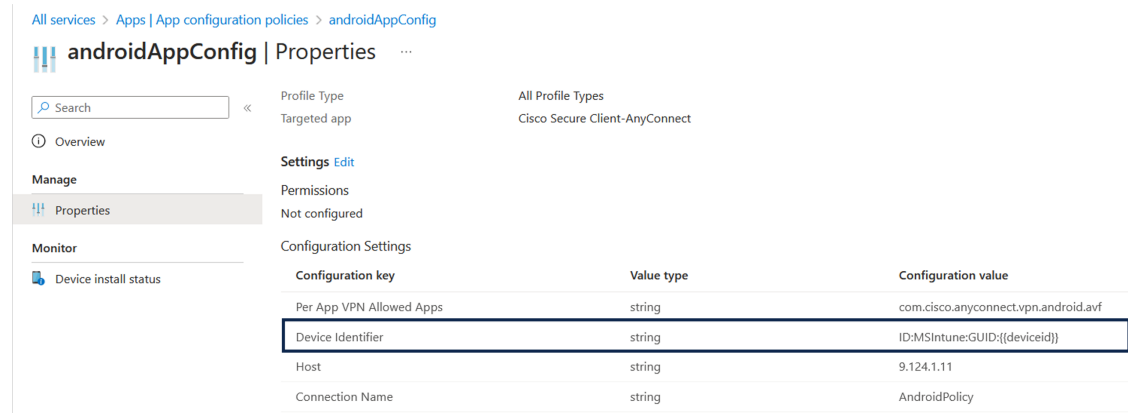 All services > Apps | App configuration policies > androidAppConfig
androidAppConfig | Properties ...
Search
«
Overview
Manage
Properties
Monitor
Device install status
Profile Type All Profile Types
Targeted app Cisco Secure Client-AnyConnect
Settings Edit
Permissions
Not configured
Configuration Settings
Configuration key Value type Configuration value
Per App VPN Allowed Apps string com.cisco.anyconnect.vpn.android.avf
Device Identifier string ID:MSIntune:GUID:{{deviceid}}
Host string 9.124.1.11
Connection Name string AndroidPolicy